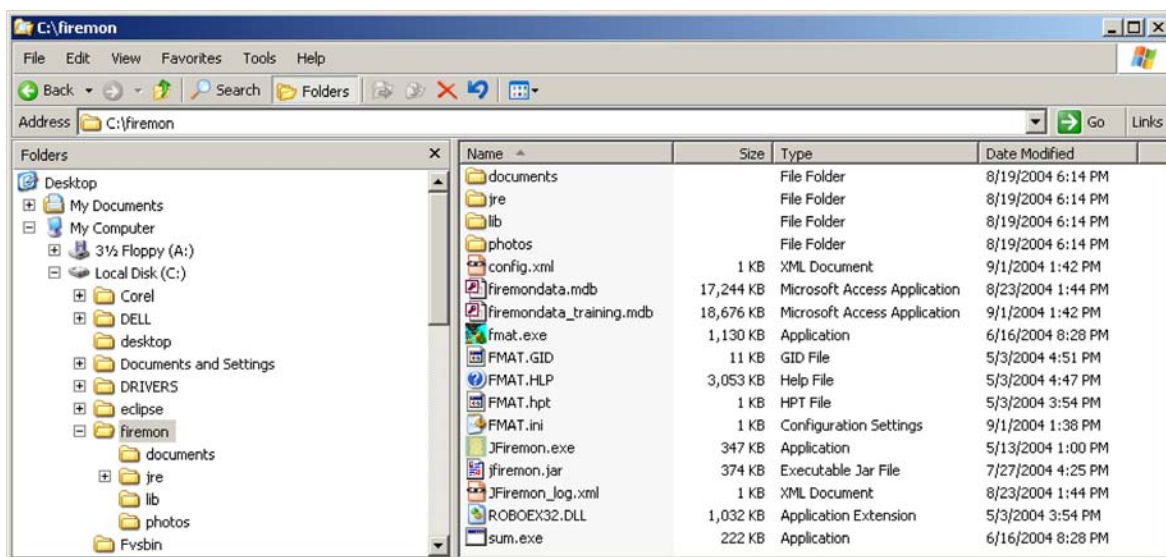 C:\firemon
File Edit View Favorites Tools Help
Back Search Folders
Address C:\firemon Go Links
Folders
Desktop
My Documents
My Computer
3½ Floppy (A:)
Local Disk (C:)
Corel
DELL
desktop
Documents and Settings
DRIVERS
eclipse
firemon
documents
jre
lib
photos
Fvsbin
Name Size Type Date Modified
documents File Folder 8/19/2004 6:14 PM
jre File Folder 8/19/2004 6:14 PM
lib File Folder 8/19/2004 6:14 PM
photos File Folder 8/19/2004 6:14 PM
config.xml 1 KB XML Document 9/1/2004 1:42 PM
firemondata.mdb 17,244 KB Microsoft Access Application 8/23/2004 1:44 PM
firemondata_training.mdb 18,676 KB Microsoft Access Application 9/1/2004 1:42 PM
fmat.exe 1,130 KB Application 6/16/2004 8:28 PM
FMAT.GID 11 KB GID File 5/3/2004 4:51 PM
FMAT.HLP 3,053 KB Help File 5/3/2004 4:47 PM
FMAT.hpt 1 KB HPT File 5/3/2004 3:54 PM
FMAT.ini 1 KB Configuration Settings 9/1/2004 1:38 PM
JFiremon.exe 347 KB Application 5/13/2004 1:00 PM
jfiremon.jar 374 KB Executable Jar File 7/27/2004 4:25 PM
JFiremon_log.xml 1 KB XML Document 8/23/2004 1:44 PM
ROBOEX32.DLL 1,032 KB Application Extension 5/3/2004 3:54 PM
sum.exe 222 KB Application 6/16/2004 8:28 PM